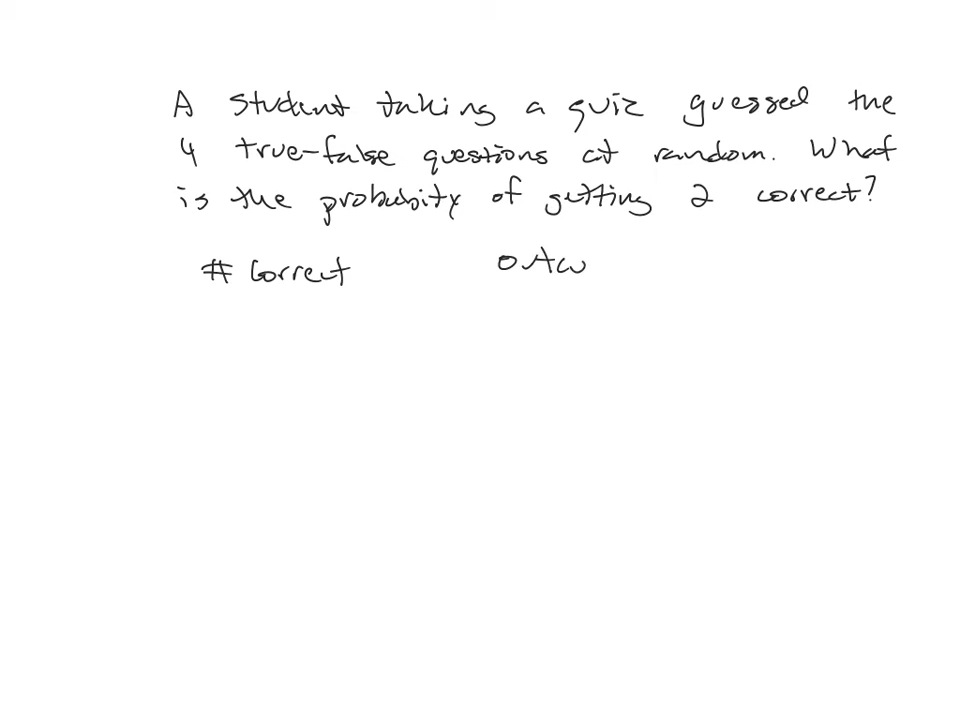 A student taking a quiz guessed the
4 true-false questions at random. What
is the probability of getting 2 correct?
# Correct